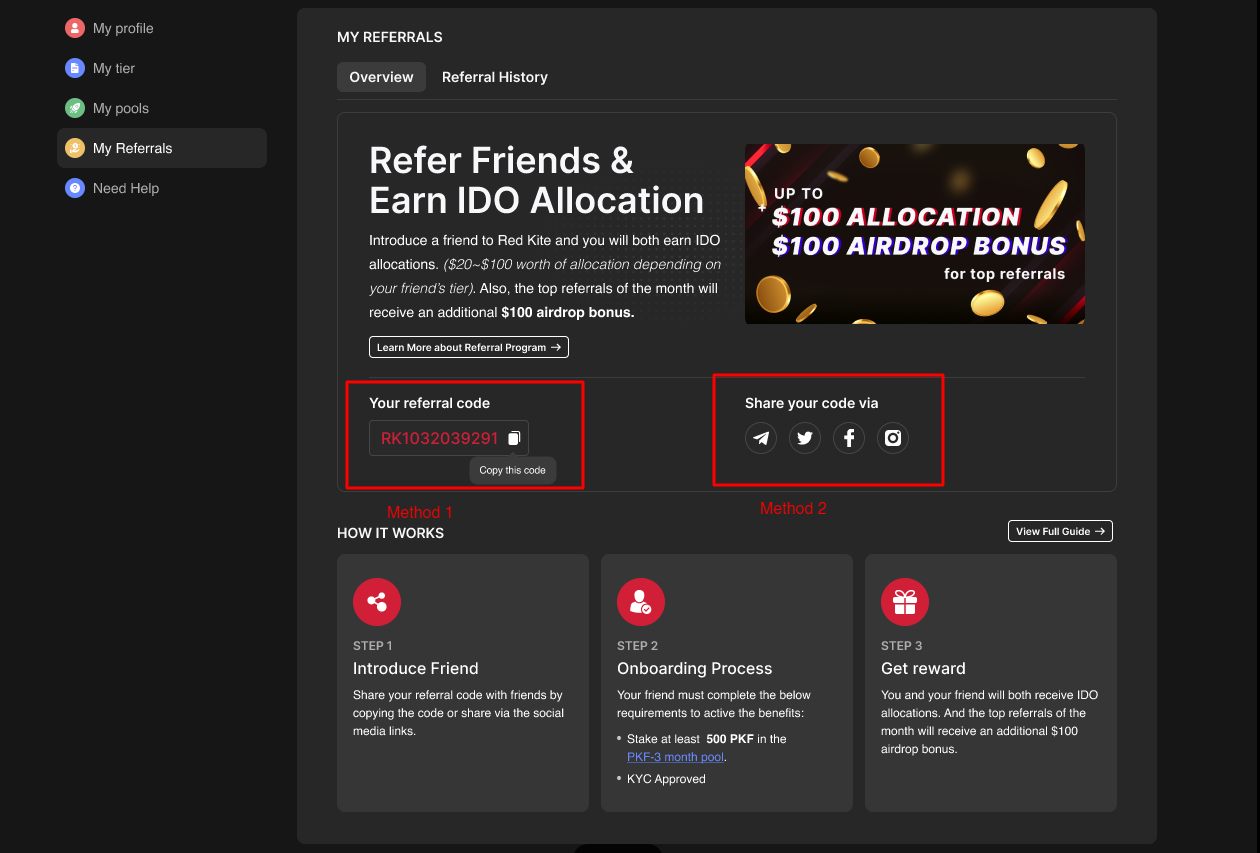 My profile
My tier
My pools
My Referrals
Need Help
MY REFERRALS
Overview
Referral History
Refer Friends &
Earn IDO Allocation
Introduce a friend to Red Kite and you will both earn IDO
allocations. ($20~$100 worth of allocation depending on
your friend's tier). Also, the top referrals of the month will
receive an additional $100 airdrop bonus.
Learn More about Referral Program →
UP TO
+ $100 ALLOCATION
$100 AIRDROP BONUS
for top referrals
Your referral code
RK1032039291
Copy this code
Method 1
Share your code via
Method 2
HOW IT WORKS
View Full Guide →
STEP 1
Introduce Friend
Share your referral code with friends by
copying the code or share via the social
media links.
STEP 2
Onboarding Process
Your friend must complete the below
requirements to active the benefits:
• Stake at least 500 PKF in the
PKF-3 month pool.
• KYC Approved
STEP 3
Get reward
You and your friend will both receive IDO
allocations. And the top referrals of the
month will receive an additional $100
airdrop bonus.